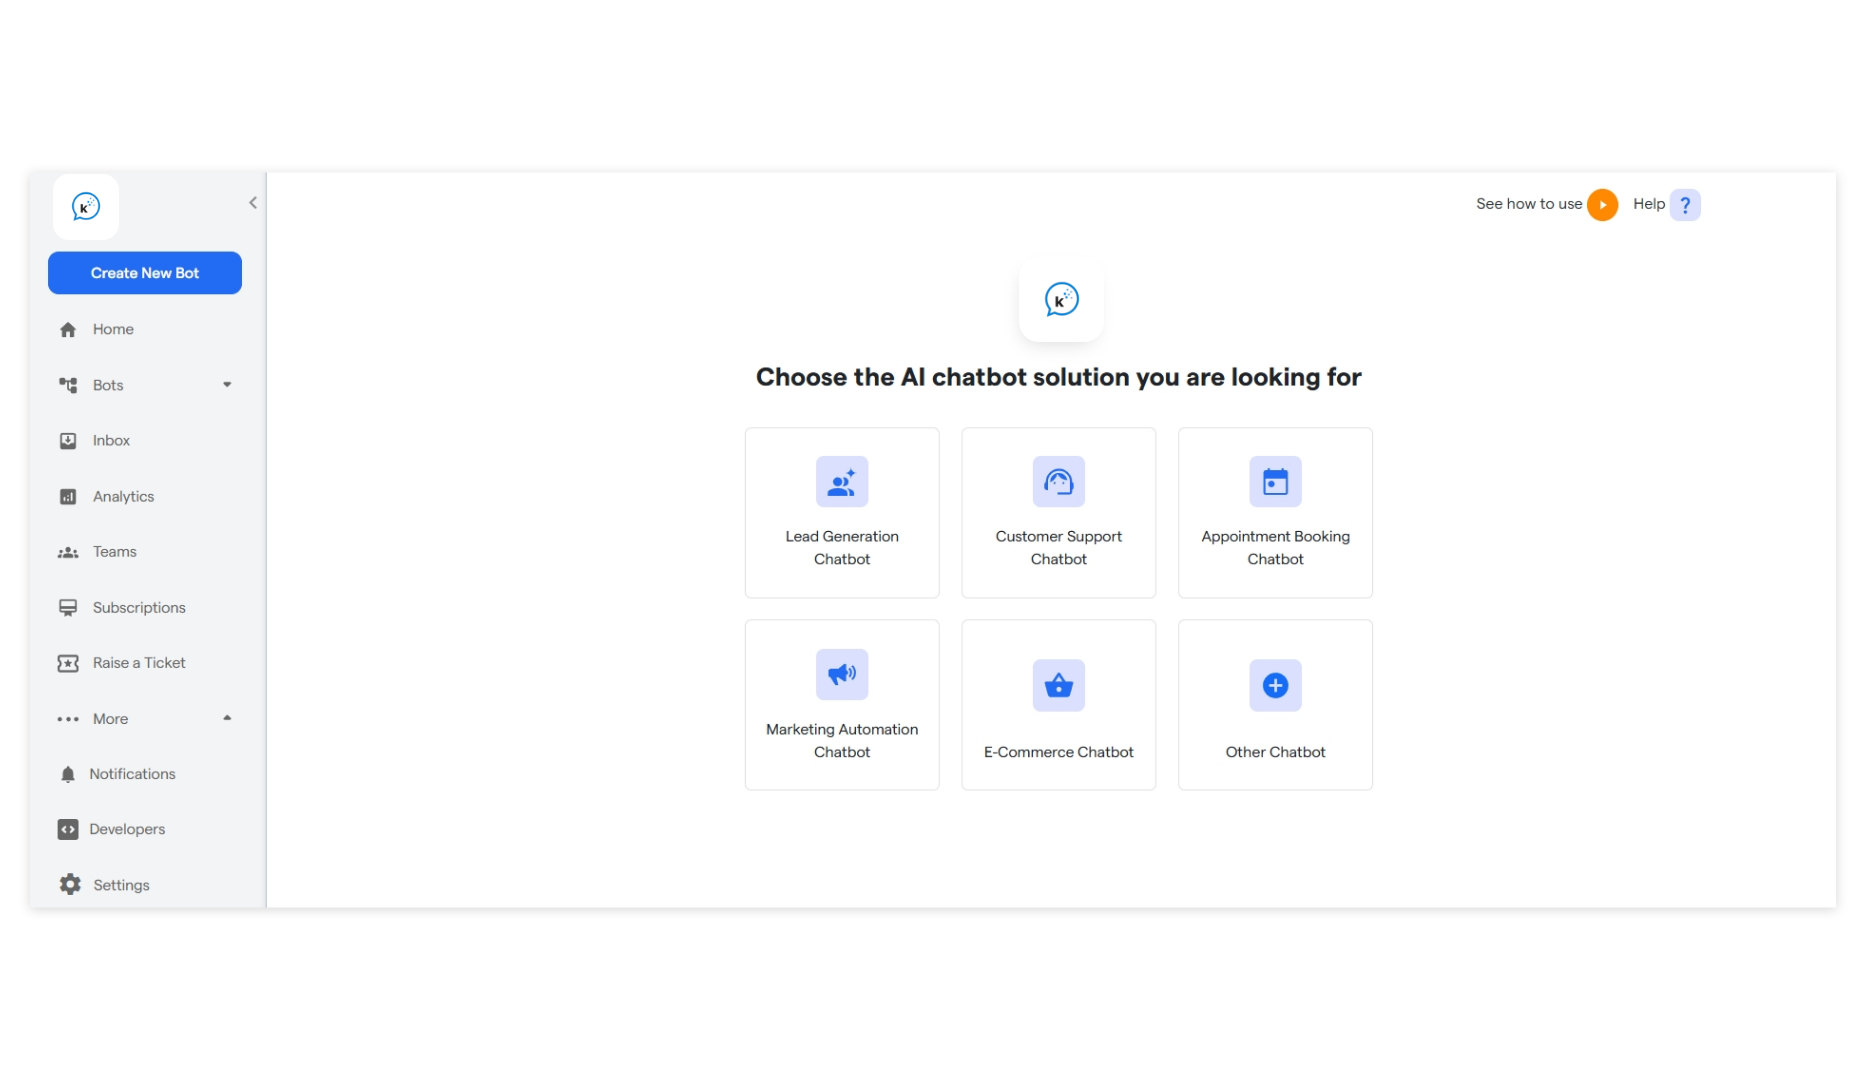 k
Create New Bot
Home
Bots
Inbox
Analytics
Teams
Subscriptions
Raise a Ticket
More
Notifications
Developers
Settings
See how to use
Help ?
k
Choose the AI chatbot solution you are looking for
Lead Generation
Chatbot
Customer Support
Chatbot
Appointment Booking
Chatbot
Marketing Automation
Chatbot
E-Commerce Chatbot
Other Chatbot